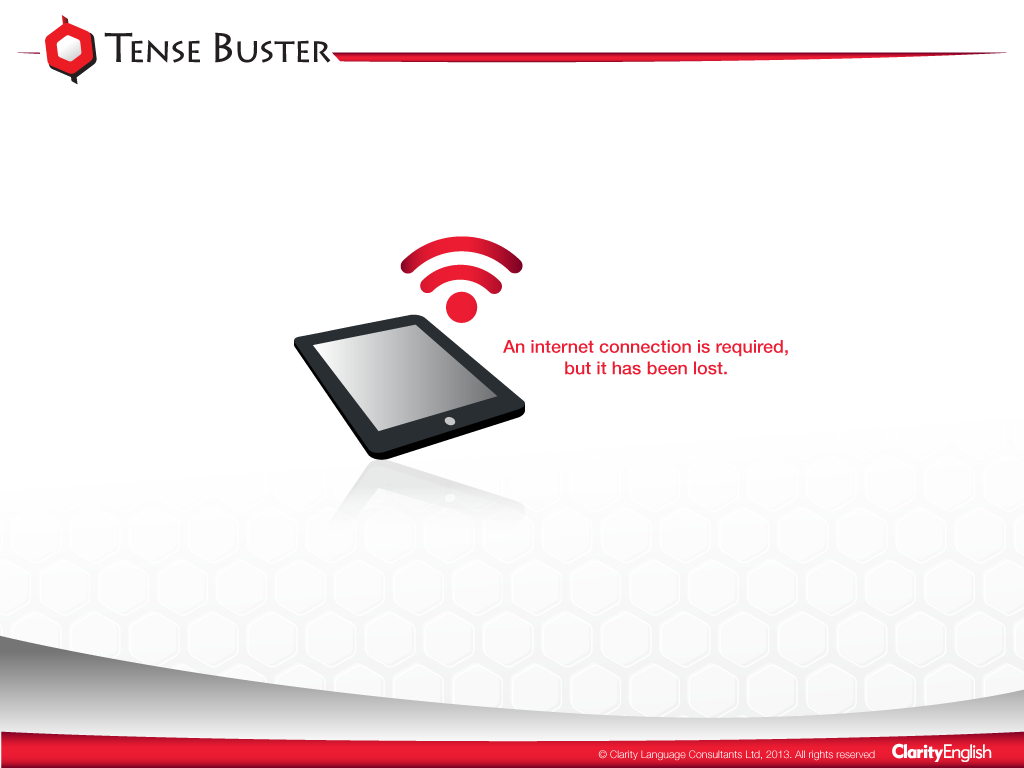 TENSE BUSTER
An internet connection is required,
but it has been lost.
© Clarity Language Consultants Ltd, 2013. All rights reserved
ClarityEnglish